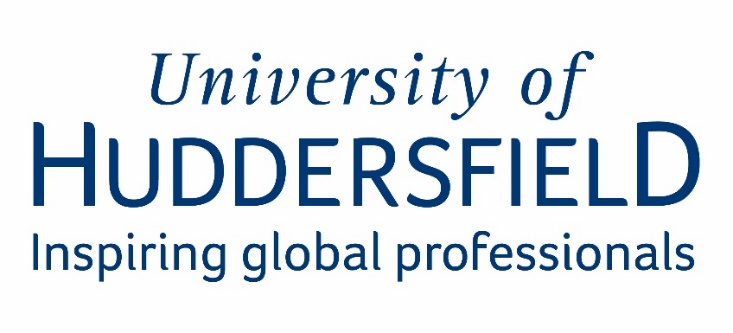 University of
HUDDERSFIELD
Inspiring global professionals